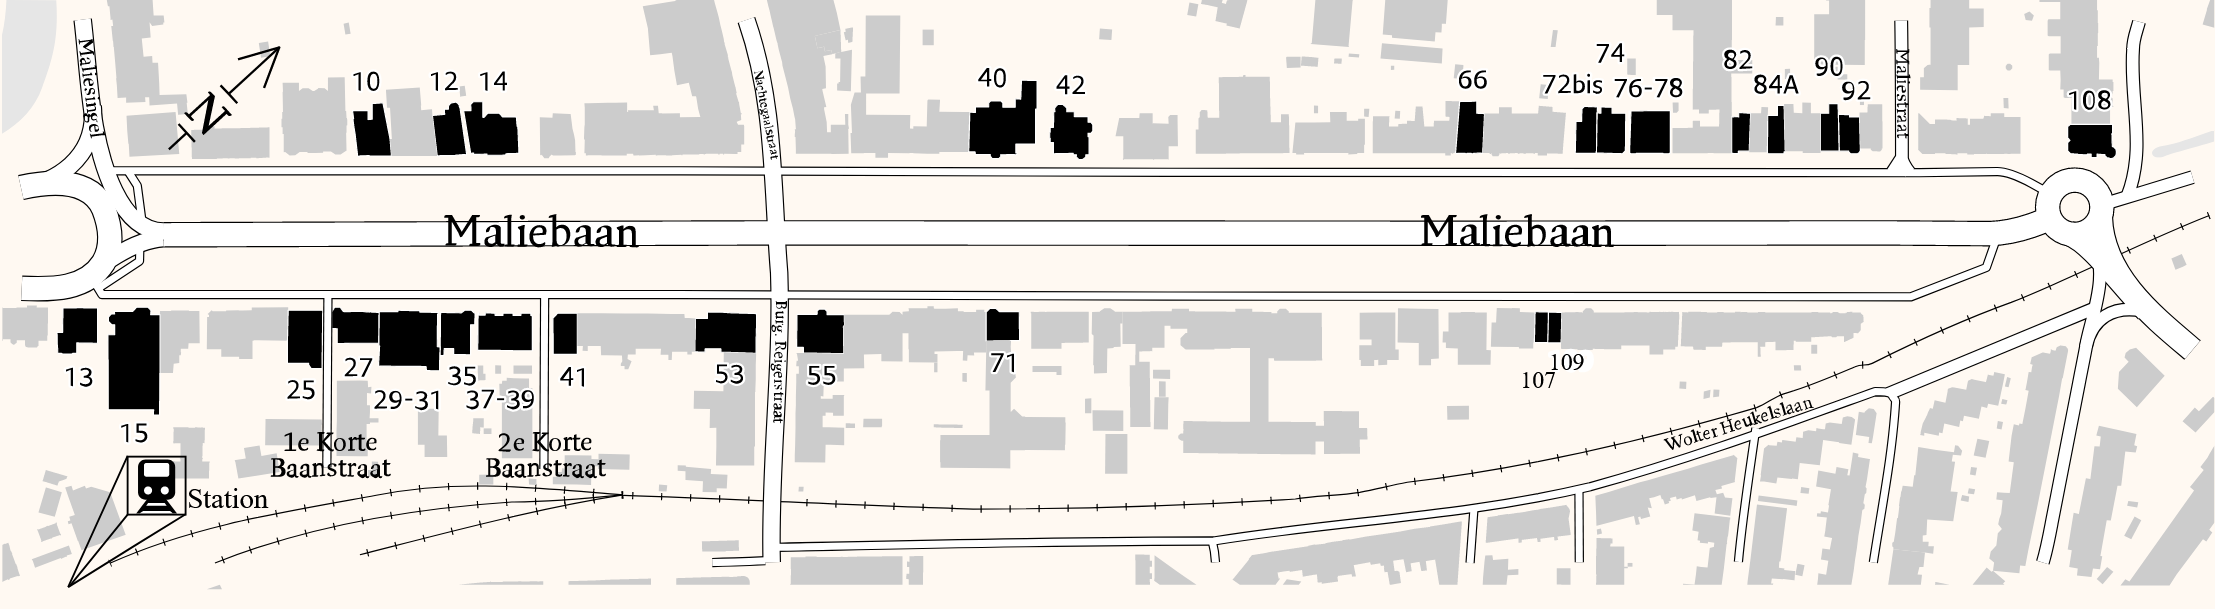 Maliesingel
N
10
12
14
Nachtegaalstraat
40
42
66
72bis
74
76-78
82
84A
90
92
Maliestraat
108
Maliebaan
Maliebaan
13
15
25
27
29-31
35
37-39
41
53
Burg. Reigerstraat
55
71
107
109
1e Korte
Baanstraat
2e Korte
Baanstraat
Station
Wolter Heukelslaan